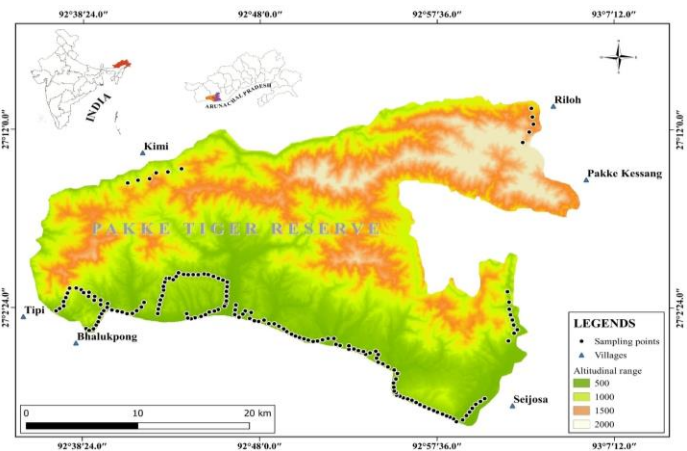 92°38'24.0" 92°48'0.0" 92°57'36.0" 93°7'12.0"
INDIA
ARUNACHAL PRADESH
27°12'0.0" 27°12'0.0"
Riloh
Kimi
Pakke Kessang
PAKKE TIGER RESERVE
27°2'24.0" 27°2'24.0"
Tipi
Bhalukpong
Seijosa
LEGENDS
Sampling points
Villages
Altitudinal range
500
1000
1500
2000
0 10 20 km
92°38'24.0" 92°48'0.0" 92°57'36.0" 93°7'12.0"